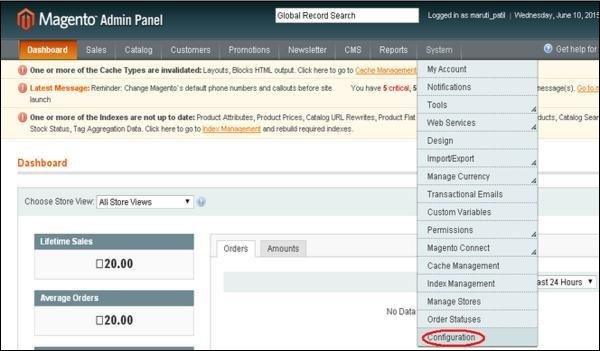 Magento Admin Panel
Global Record Search
Logged in as maruti_patil | Wednesday, June 10, 2015
Dashboard Sales Catalog Customers Promotions Newsletter CMS Reports System Get help for
One or more of the Cache Types are invalidated: Layouts, Blocks HTML output. Click here to go to Cache Management
Latest Message: Reminder: Change Magento's default phone numbers and callouts before site launch
You have 5 critical, 5 message(s). Go to
One or more of the Indexes are not up to date: Product Attributes, Product Prices, Catalog URL Rewrites, Product Flat Products, Catalog Sear
Stock Status, Tag Aggregation Data. Click here to go to Index Management and rebuild required indexes.
My Account
Notifications
Tools
Web Services
Design
Import/Export
Manage Currency
Transactional Emails
Custom Variables
Permissions
Magento Connect
Cache Management
Index Management
Manage Stores
Order Statuses
Configuration
Dashboard
Choose Store View: All Store Views
Lifetime Sales
20.00
Average Orders
20.00
Orders Amounts
ast 24 Hours
No Data